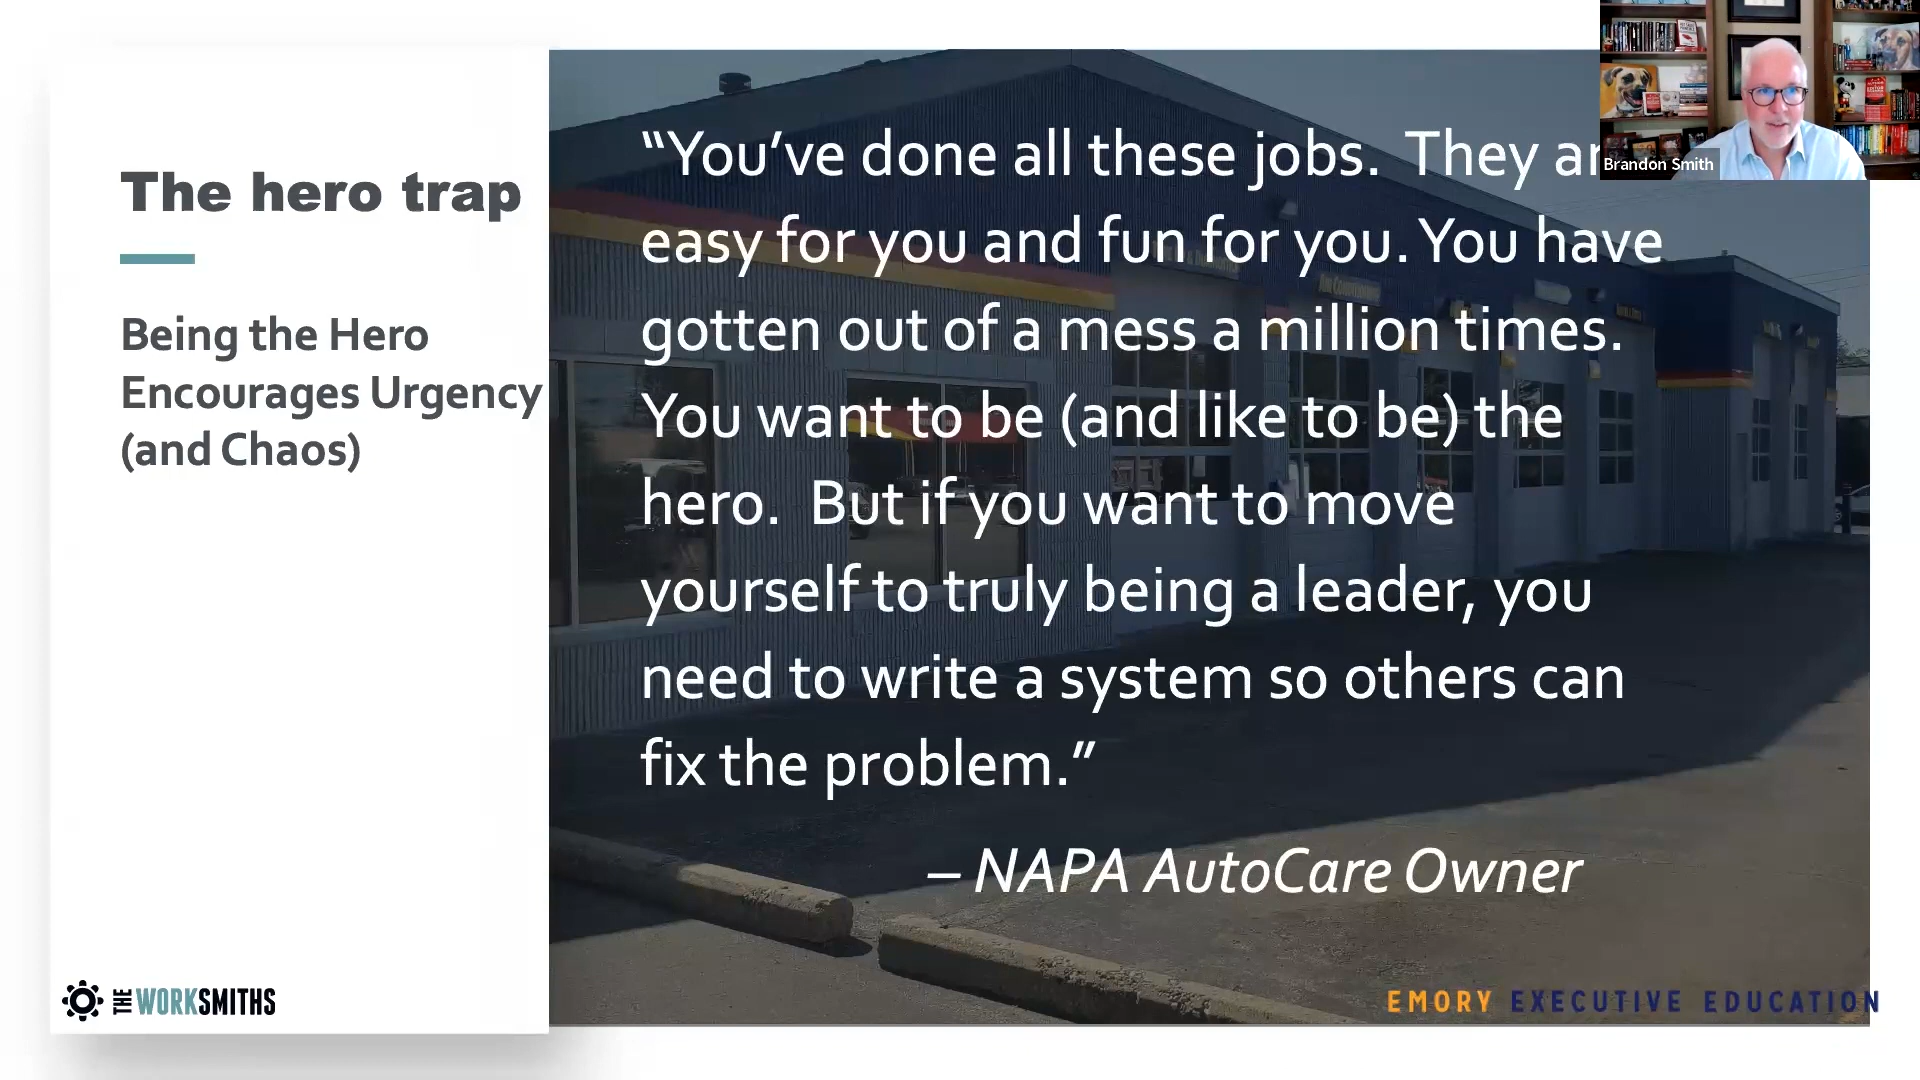 The hero trap
Being the Hero
Encourages Urgency
(and Chaos)
“You’ve done all these jobs. They
easy for you and fun for you. You have
gotten out of a mess a million times.
You want to be (and like to be) the
hero. But if you want to move
yourself to truly being a leader, you
need to write a system so others can
fix the problem.”
– NAPA AutoCare Owner
Brandon Smith
THE WORKSMITHS
EMORY EXECUTIVE EDUCATION